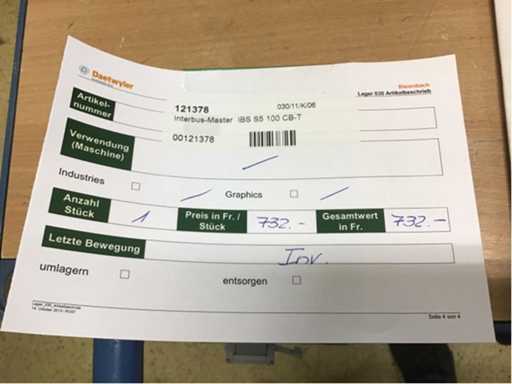 Daetwyler
Bleienbach
Lager 030 Artikelbeschrieb
Artikel-
nummer
121378 030/11/K/06
Interbus-Master IBS S5 100 CB-T
00121378
Verwendung
(Maschine)
Industries Graphics
Anzahl
Stück
1
Preis in Fr. /
Stück
732.-
Gesamtwert
in Fr.
732.-
Letzte Bewegung
Inv.
umlagern entsorgen
Seite 4 von 4